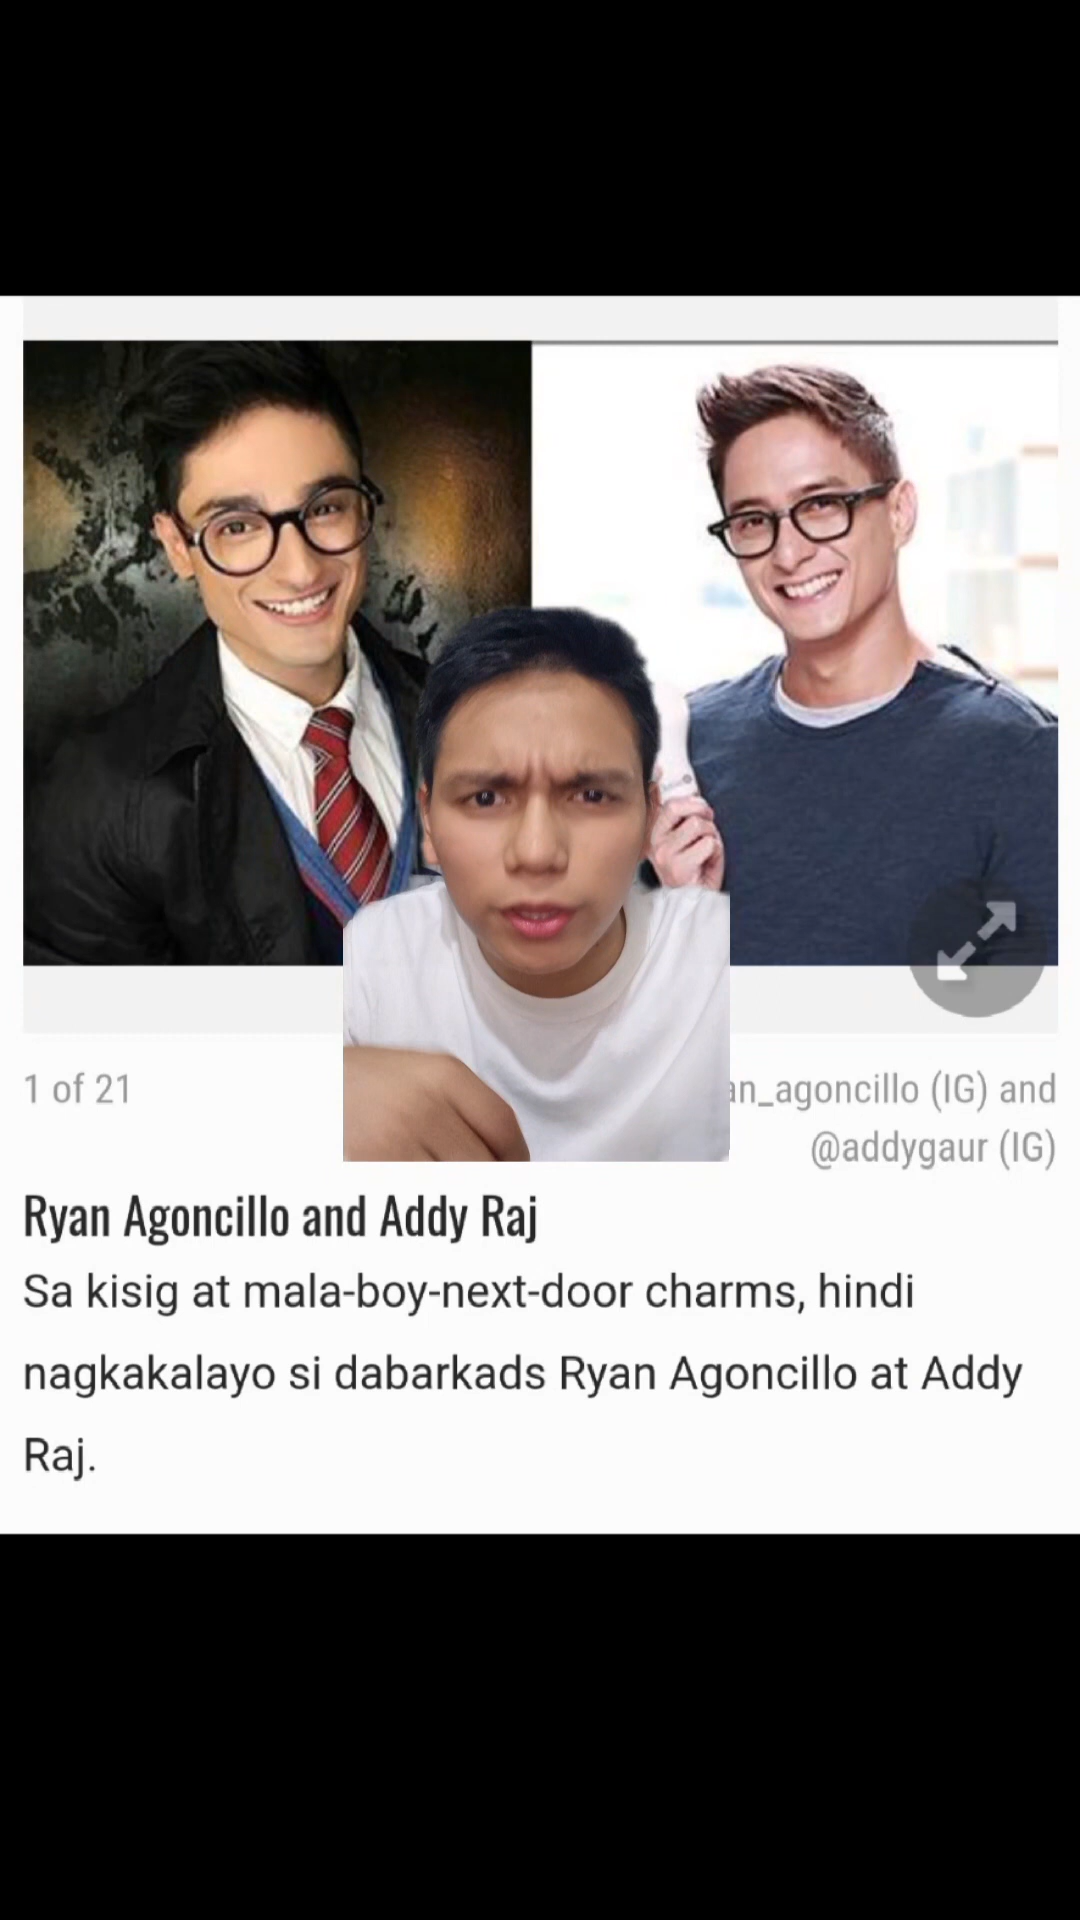 1 of 21
(IG) and
@addygaur (IG)
Ryan Agoncillo and Addy Raj
Sa kisig at mala-boy-next-door charms, hindi
nagkakalayo si dabarkads Ryan Agoncillo at Addy
Raj.